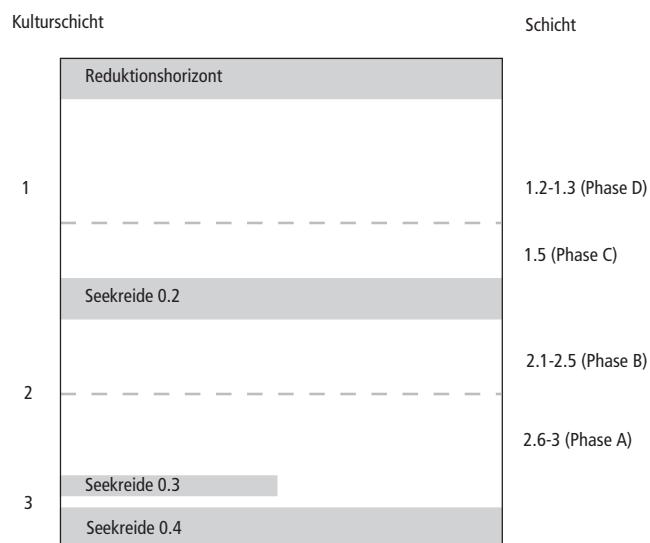 Kulturschicht
Schicht
Reduktionshorizont
1
1.2-1.3 (Phase D)
1.5 (Phase C)
Seekreide 0.2
2.1-2.5 (Phase B)
2
2.6-3 (Phase A)
Seekreide 0.3
3
Seekreide 0.4